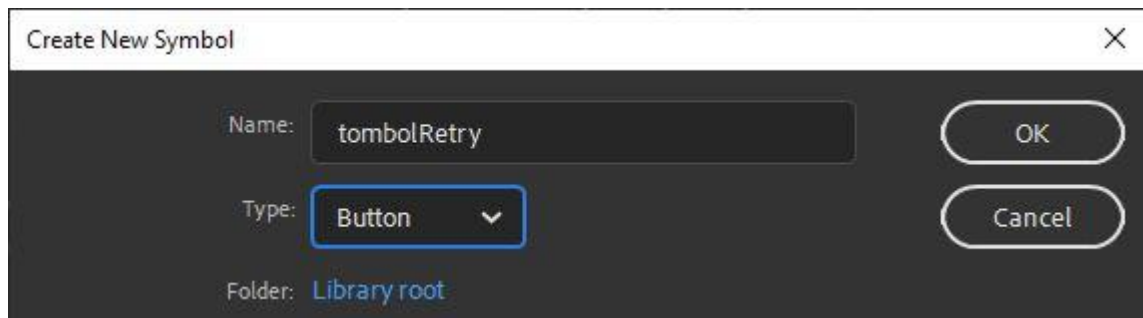 Create New Symbol
Name: tombolRetry OK
Type: Button Cancel
Folder: Library root